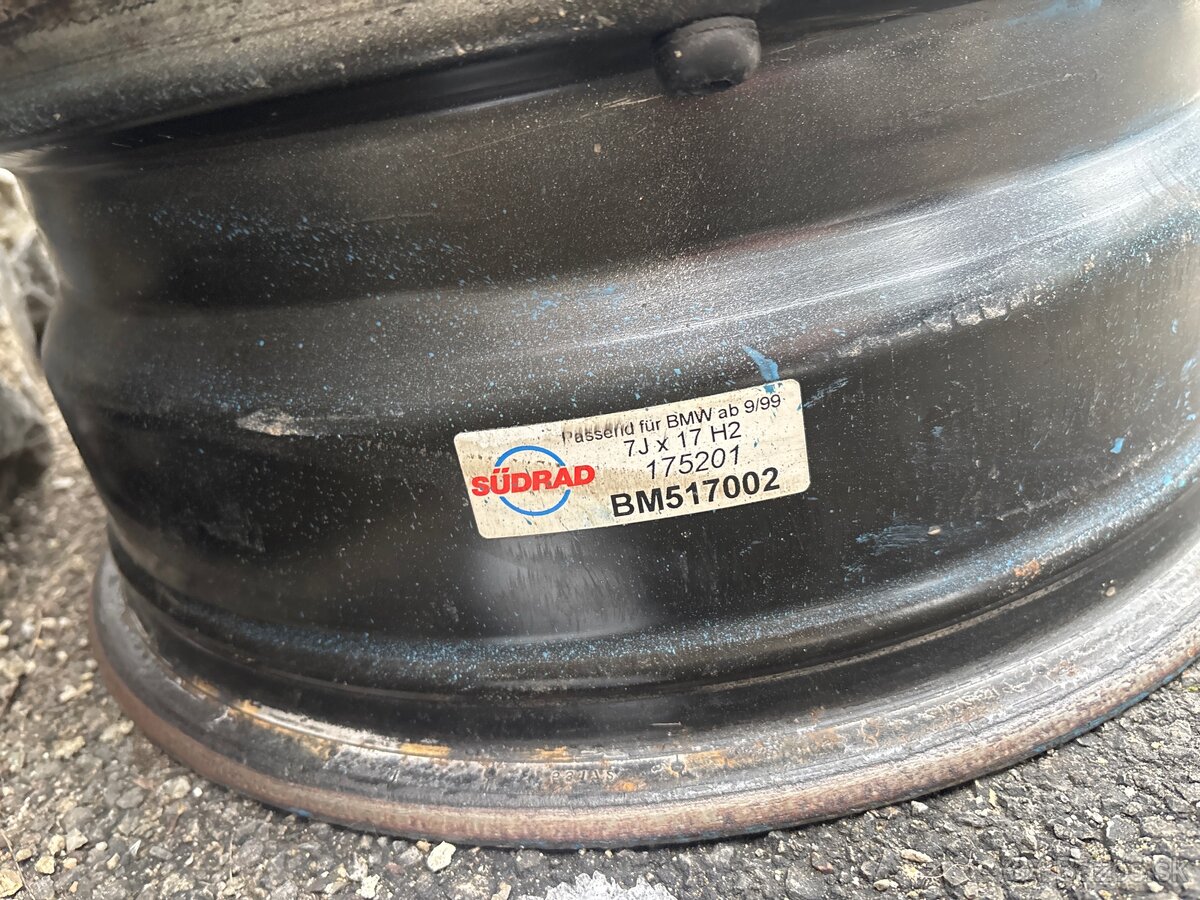 Passend für BMW ab 9/99
7J x 17 H2
175201
BM517002
SÜDRAD